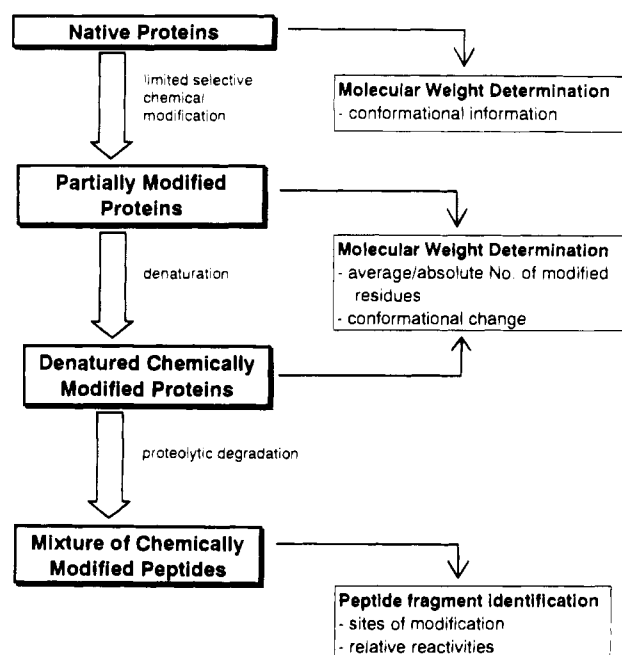 Native Proteins
limited selective
chemical
modification
Molecular Weight Determination
- conformational information
Partially Modified
Proteins
denaturation
Molecular Weight Determination
- average/absolute No. of modified
residues
- conformational change
Denatured Chemically
Modified Proteins
proteolytic degradation
Mixture of Chemically
Modified Peptides
Peptide fragment identification
- sites of modification
- relative reactivities